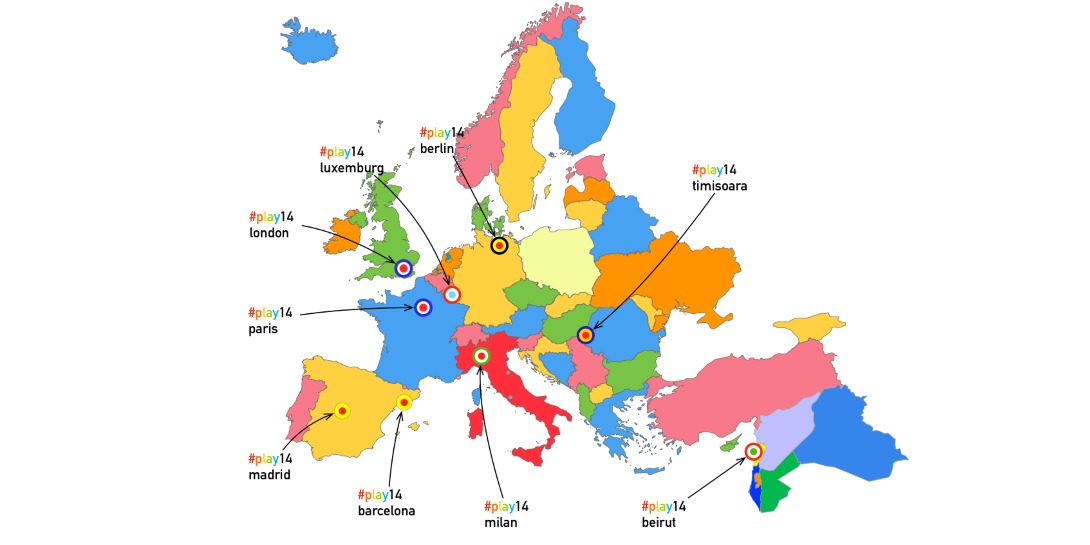 #play14
berlin
#play14
luxemburg
#play14
timisoara
#play14
london
#play14
paris
#play14
madrid
#play14
barcelona
#play14
milan
#play14
beirut